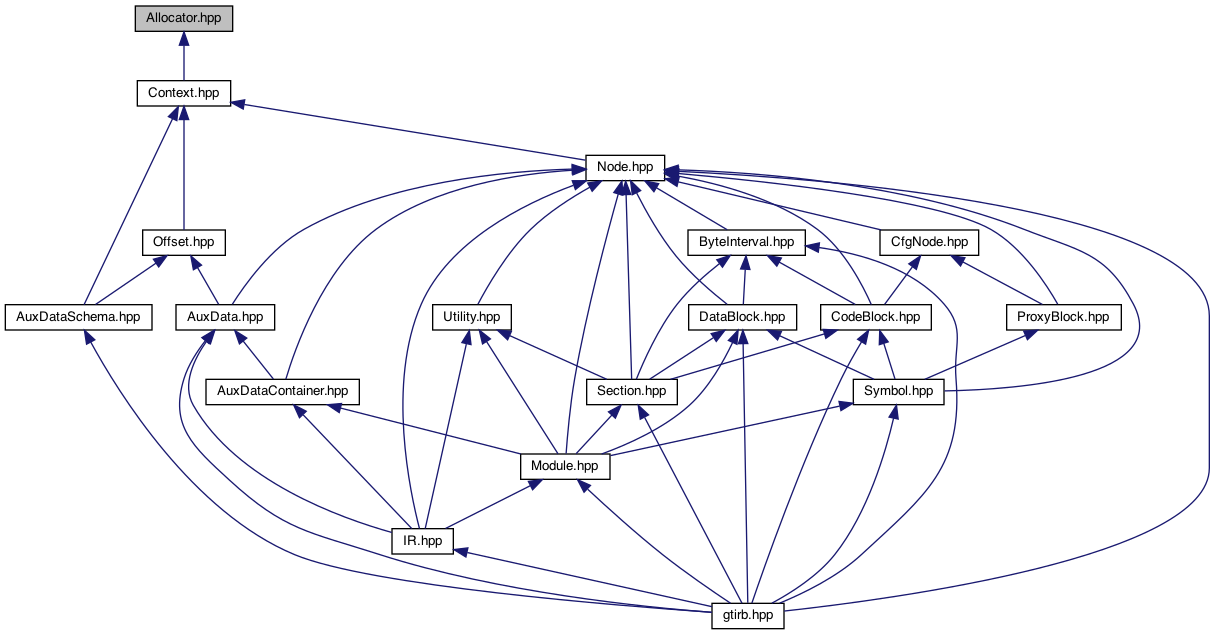 Allocator.hpp
Context.hpp
Node.hpp
Offset.hpp
ByteInterval.hpp
CfgNode.hpp
AuxDataSchema.hpp
AuxData.hpp
Utility.hpp
DataBlock.hpp
CodeBlock.hpp
ProxyBlock.hpp
AuxDataContainer.hpp
Section.hpp
Symbol.hpp
Module.hpp
IR.hpp
gtirb.hpp